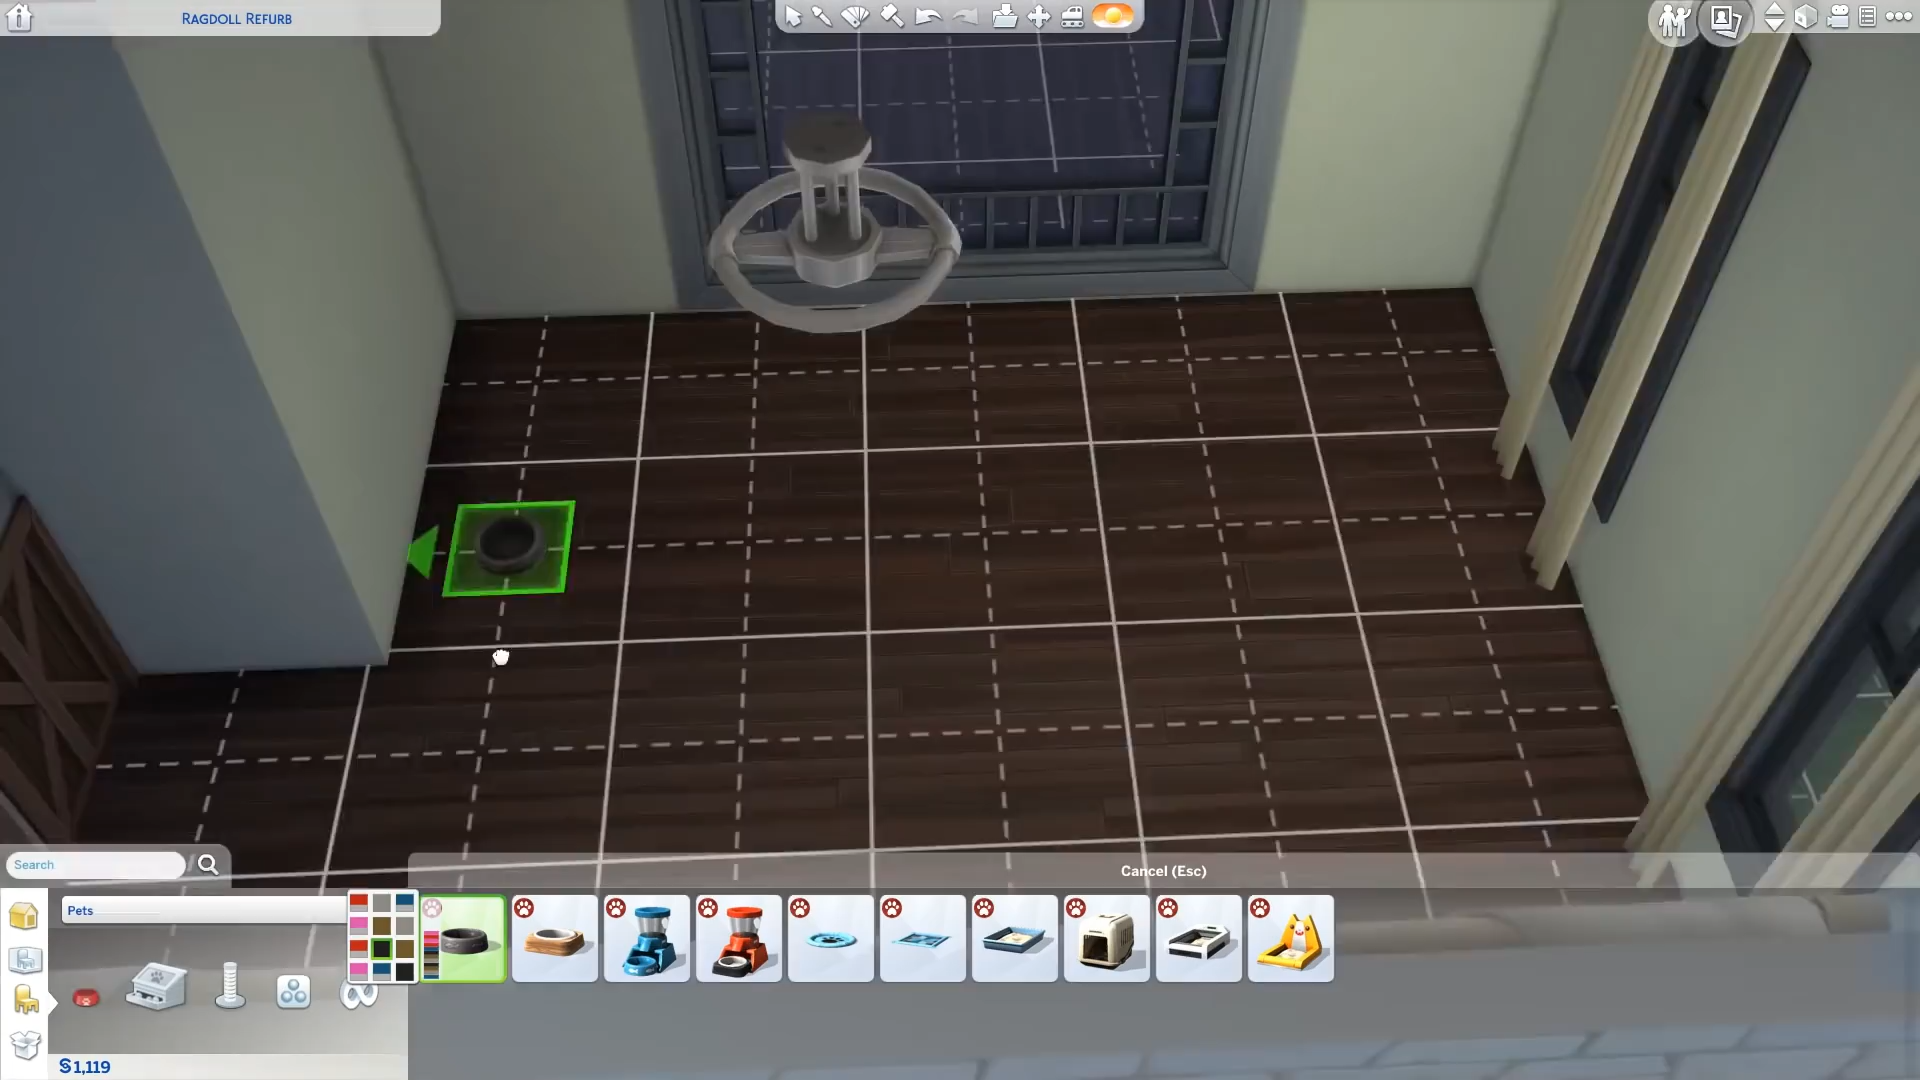 RAGDOLL REFURB
Cancel (Esc)
Search
Pets
§1,119